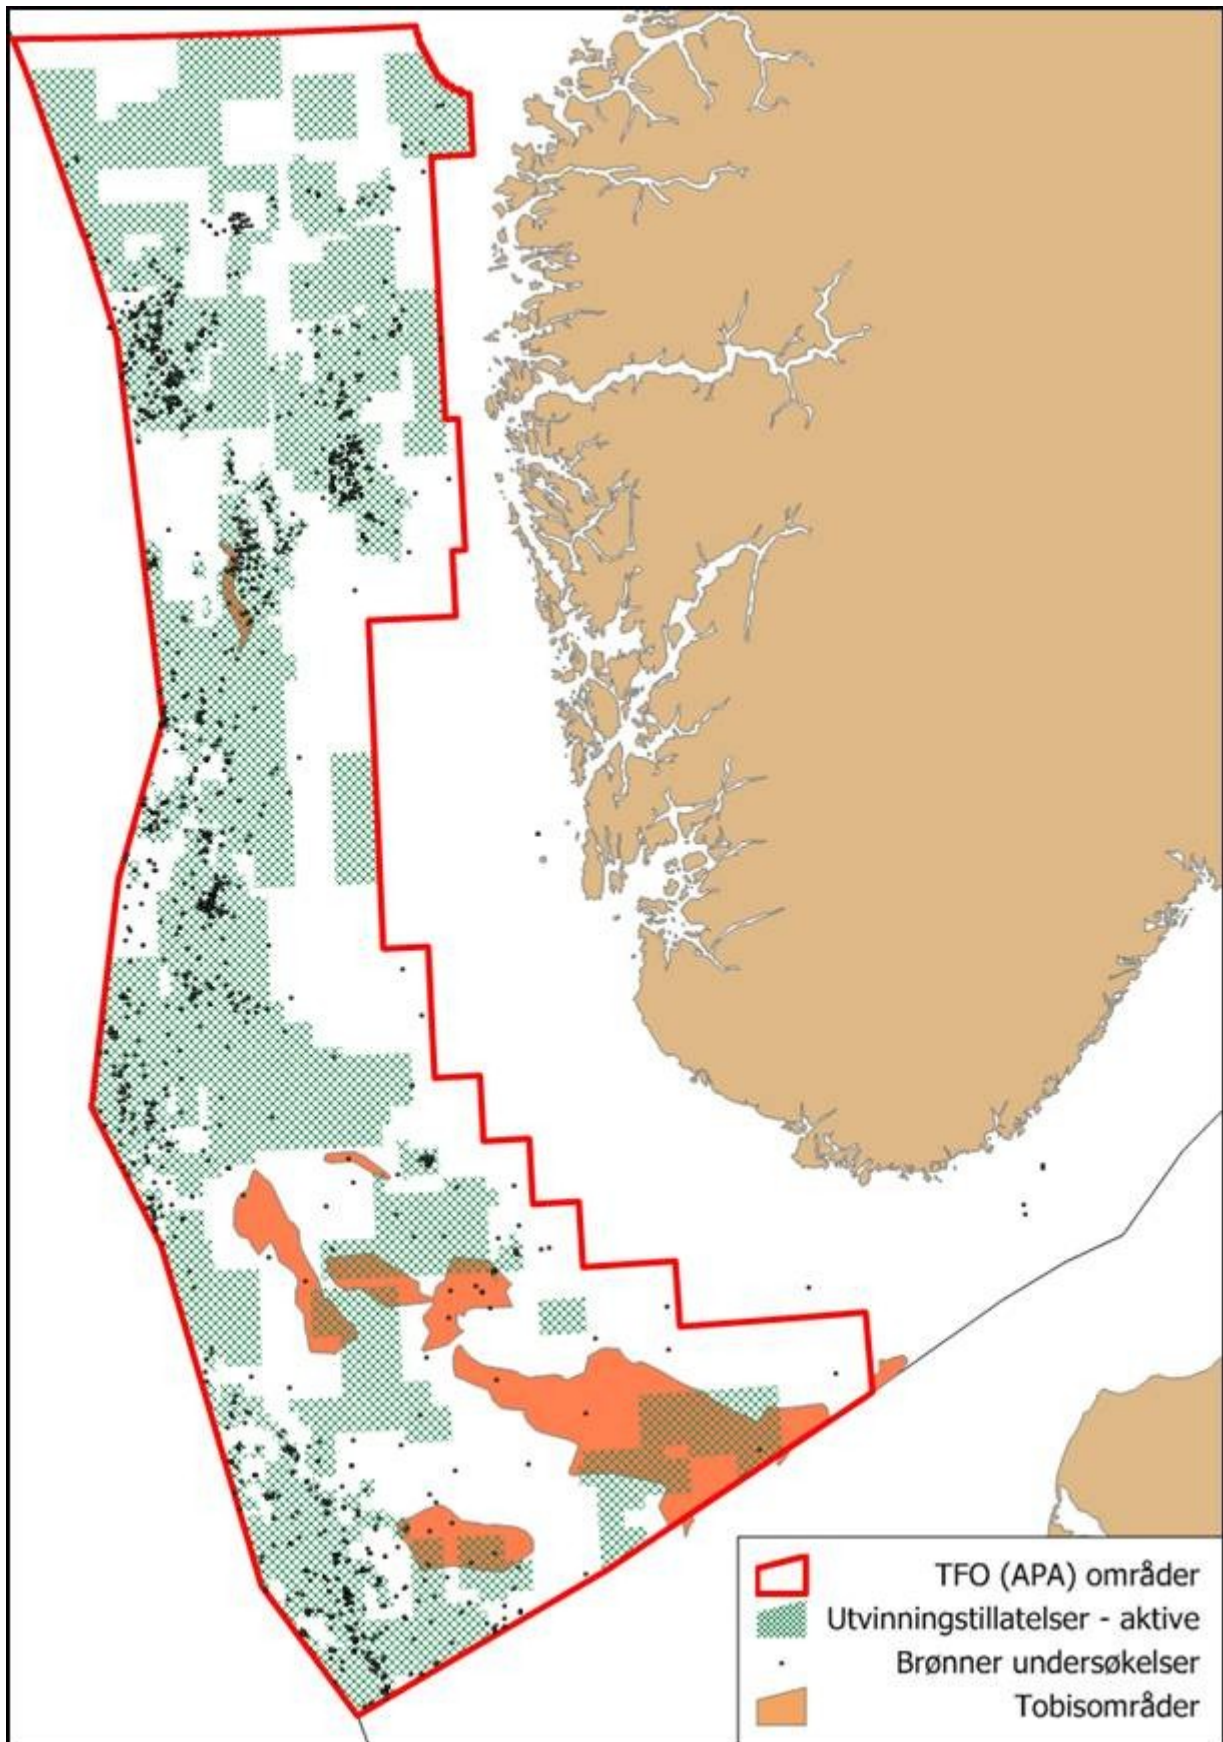 TFO (APA) områder
Utvinningstillatelser - aktive
Brønner undersøkelser
Tobisområder